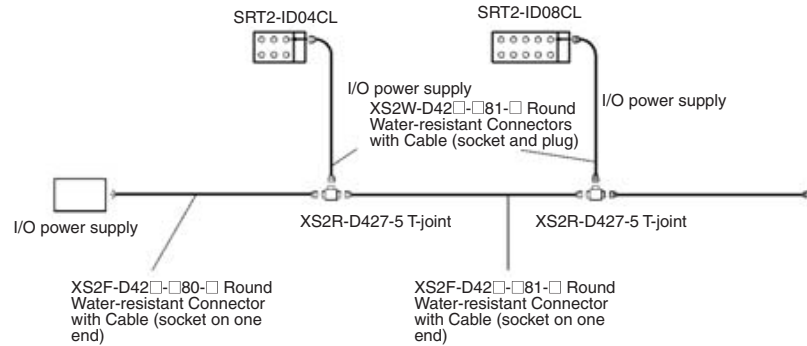 SRT2-ID04CL
SRT2-ID08CL
I/O power supply
XS2W-D42□-□81-□ Round
Water-resistant Connectors
with Cable (socket and plug)
I/O power supply
I/O power supply
XS2R-D427-5 T-joint
XS2R-D427-5 T-joint
XS2F-D42□-□80-□ Round
Water-resistant Connector
with Cable (socket on one
end)
XS2F-D42□-□81-□ Round
Water-resistant Connector
with Cable (socket on one
end)